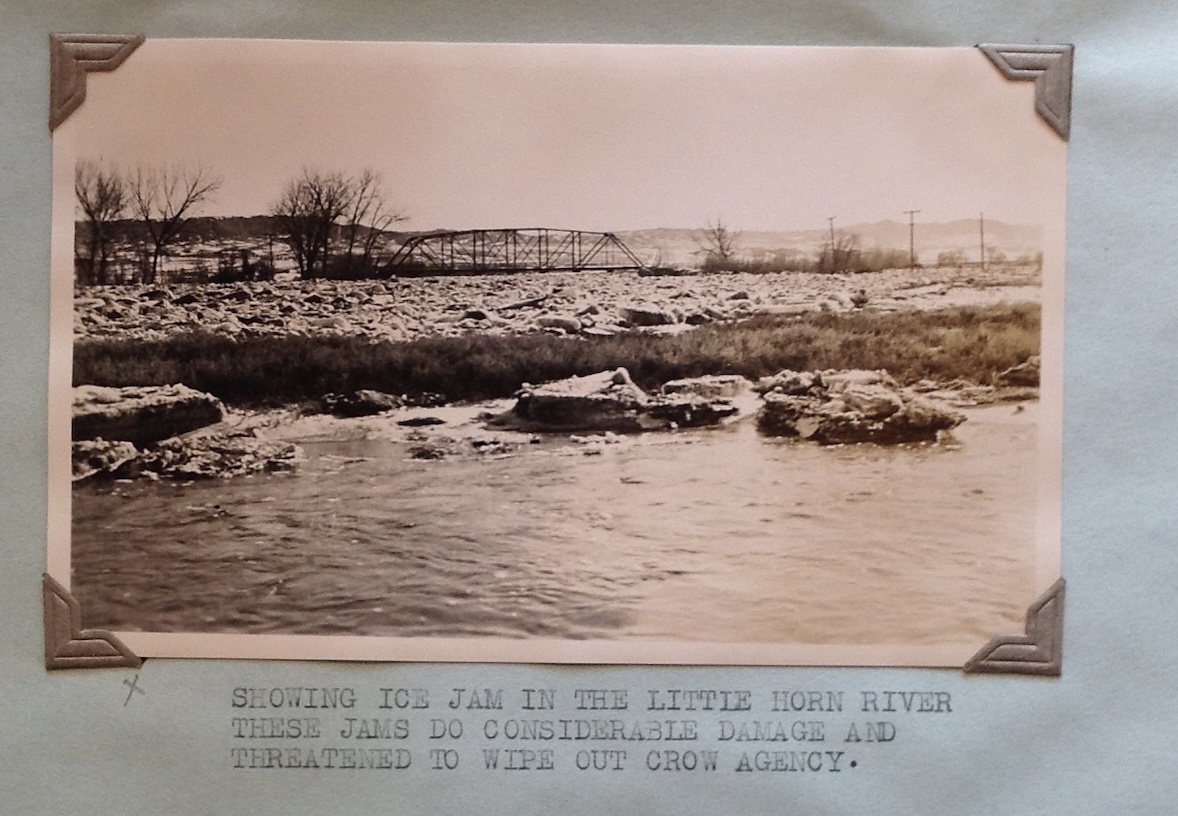 SHOWING ICE JAM IN THE LITTLE HORN RIVER
THESE JAMS DO CONSIDERABLE DAMAGE AND
THREATENED TO WIPE OUT CROW AGENCY.